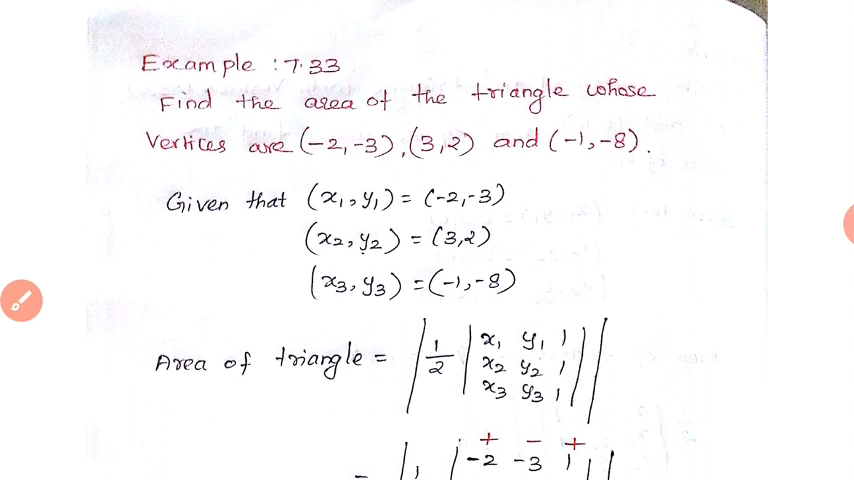 Example : 7.33
Find the area of the triangle whose
vertices are (-2,-3), (3,2) and (-1,-8).
Given that (x₁, y₁) = (-2,-3)
(x₂, y₂) = (3,2)
(x₃, y₃) = (-1,-8)
Area of triangle = | 1/2 | x₁ y₁ 1 |
x₂ y₂ 1
x₃ y₃ 1 | |
+ - +
= | 1 | -2 -3 1 | |